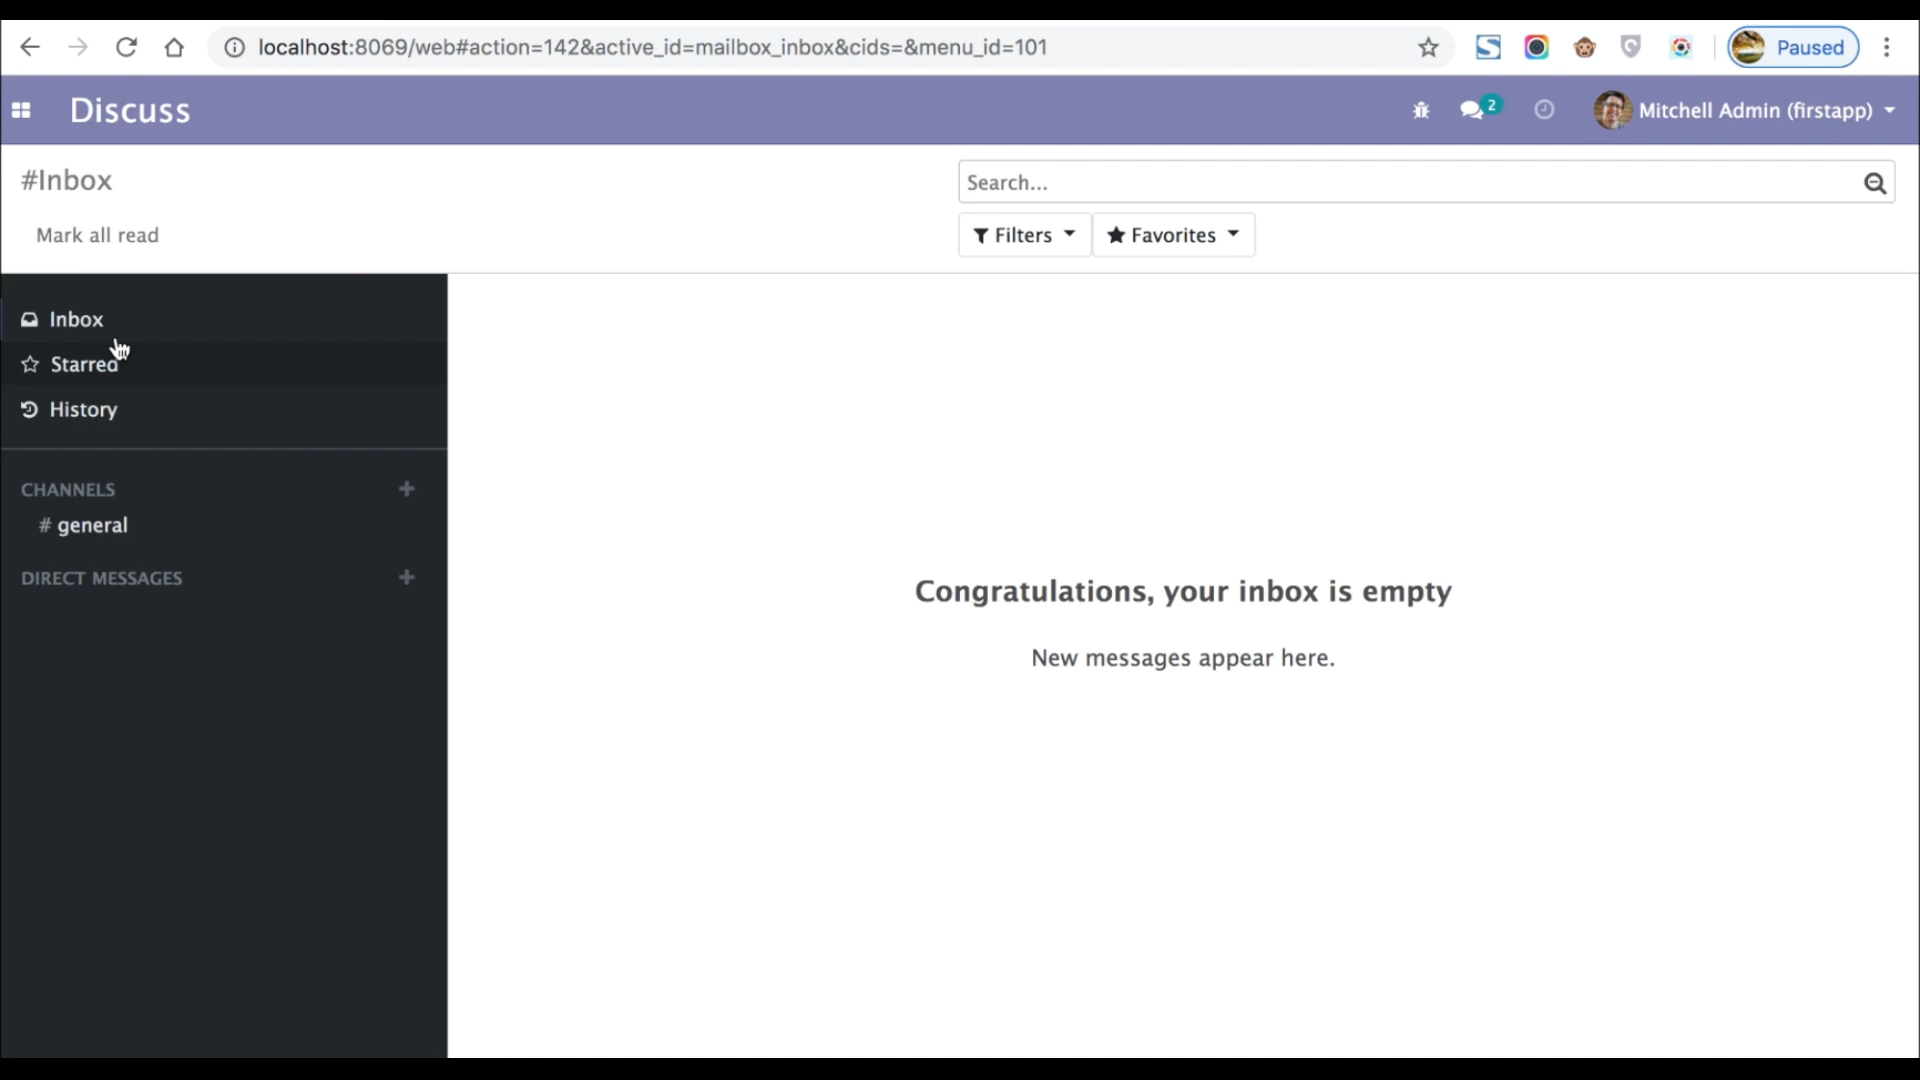 localhost:8069/web#action=142&active_id=mailbox_inbox&cids=&menu_id=101
Paused
Discuss
2
Mitchell Admin (firstapp)
#Inbox
Search...
Mark all read
Filters
Favorites
Inbox
Starred
History
CHANNELS
# general
DIRECT MESSAGES
Congratulations, your inbox is empty
New messages appear here.